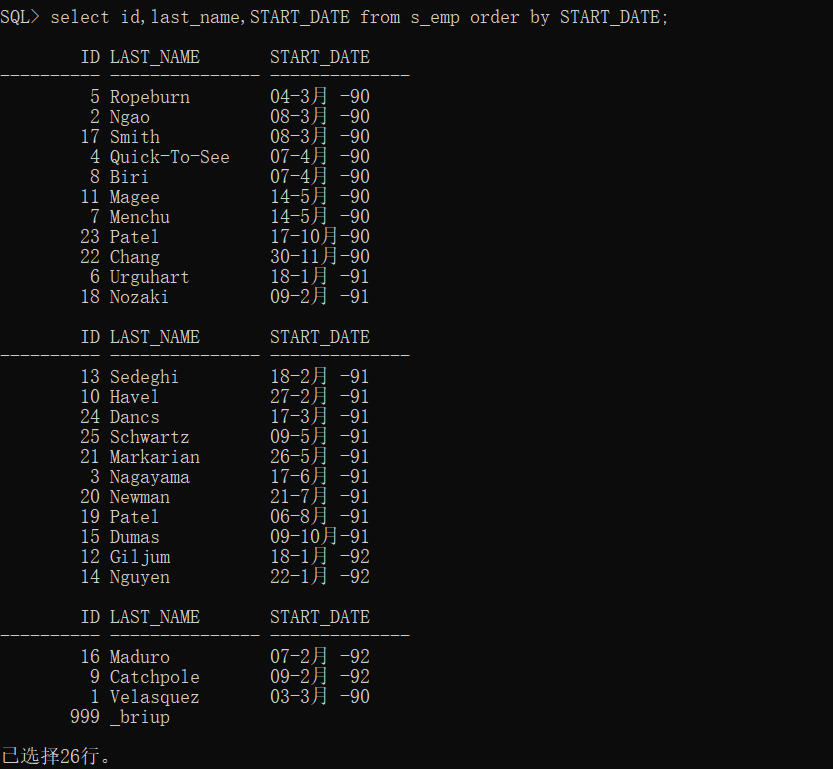 SQL> select id,last_name,START_DATE from s_emp order by START_DATE;
        ID LAST_NAME       START_DATE
---------- --------------- --------------
         5 Ropeburn        04-3月 -90
         2 Ngao            08-3月 -90
        17 Smith           08-3月 -90
         4 Quick-To-See    07-4月 -90
         8 Biri            07-4月 -90
        11 Magee           14-5月 -90
         7 Menchu          14-5月 -90
        23 Patel           17-10月-90
        22 Chang           30-11月-90
         6 Urguhart        18-1月 -91
        18 Nozaki          09-2月 -91
        ID LAST_NAME       START_DATE
---------- --------------- --------------
        13 Sedeghi         18-2月 -91
        10 Havel           27-2月 -91
        24 Dancs           17-3月 -91
        25 Schwartz        09-5月 -91
        21 Markarian       26-5月 -91
         3 Nagayama        17-6月 -91
        20 Newman          21-7月 -91
        19 Patel           06-8月 -91
        15 Dumas           09-10月-91
        12 Giljum          18-1月 -92
        14 Nguyen          22-1月 -92
        ID LAST_NAME       START_DATE
---------- --------------- --------------
        16 Maduro          07-2月 -92
         9 Catchpole       09-2月 -92
         1 Velasquez       03-3月 -90
       999 _briup
已选择26行。